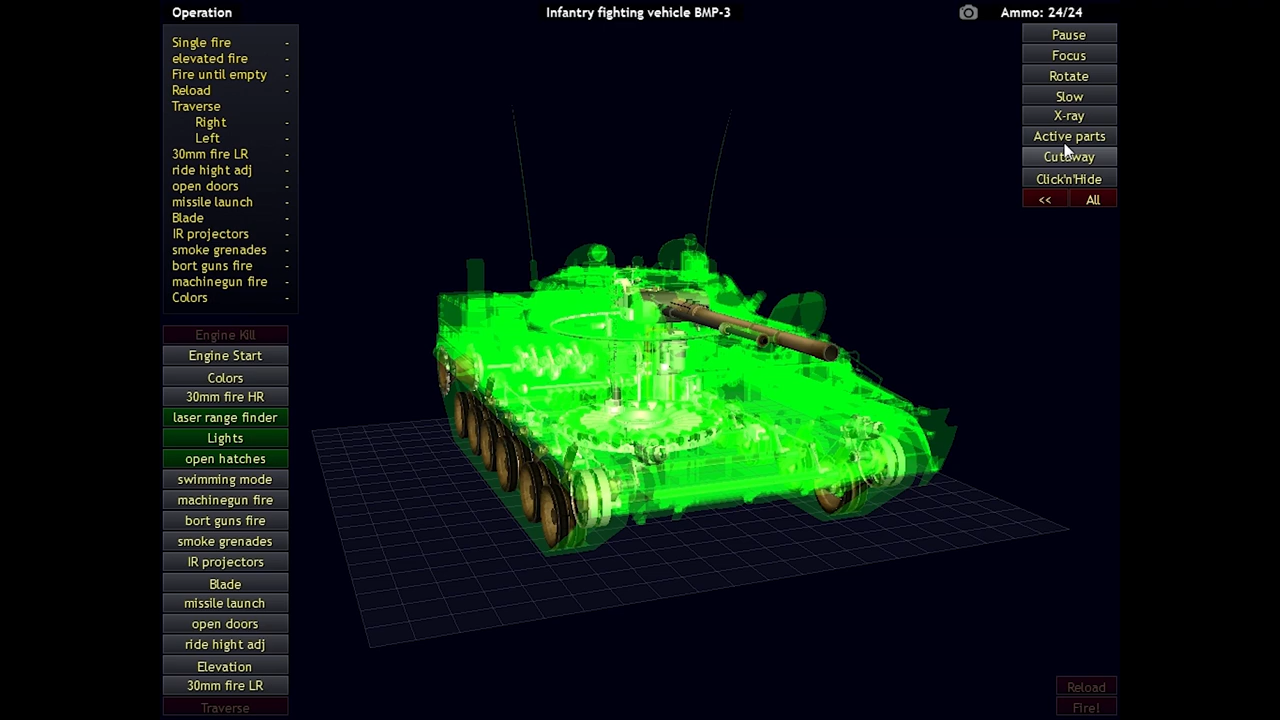 Operation
Infantry fighting vehicle BMP-3
Ammo: 24/24
Single fire -
elevated fire -
Fire until empty -
Reload -
Traverse
Right -
Left -
30mm fire LR -
ride hight adj -
open doors -
missile launch -
Blade -
IR projectors -
smoke grenades -
bort guns fire -
machinegun fire -
Colors -
Engine Kill
Engine Start
Colors
30mm fire HR
laser range finder
Lights
open hatches
swimming mode
machinegun fire
bort guns fire
smoke grenades
IR projectors
Blade
missile launch
open doors
ride hight adj
Elevation
30mm fire LR
Traverse
Pause
Focus
Rotate
Slow
X-ray
Active parts
Cutaway
Click'n'Hide
<< All
Reload
Fire!